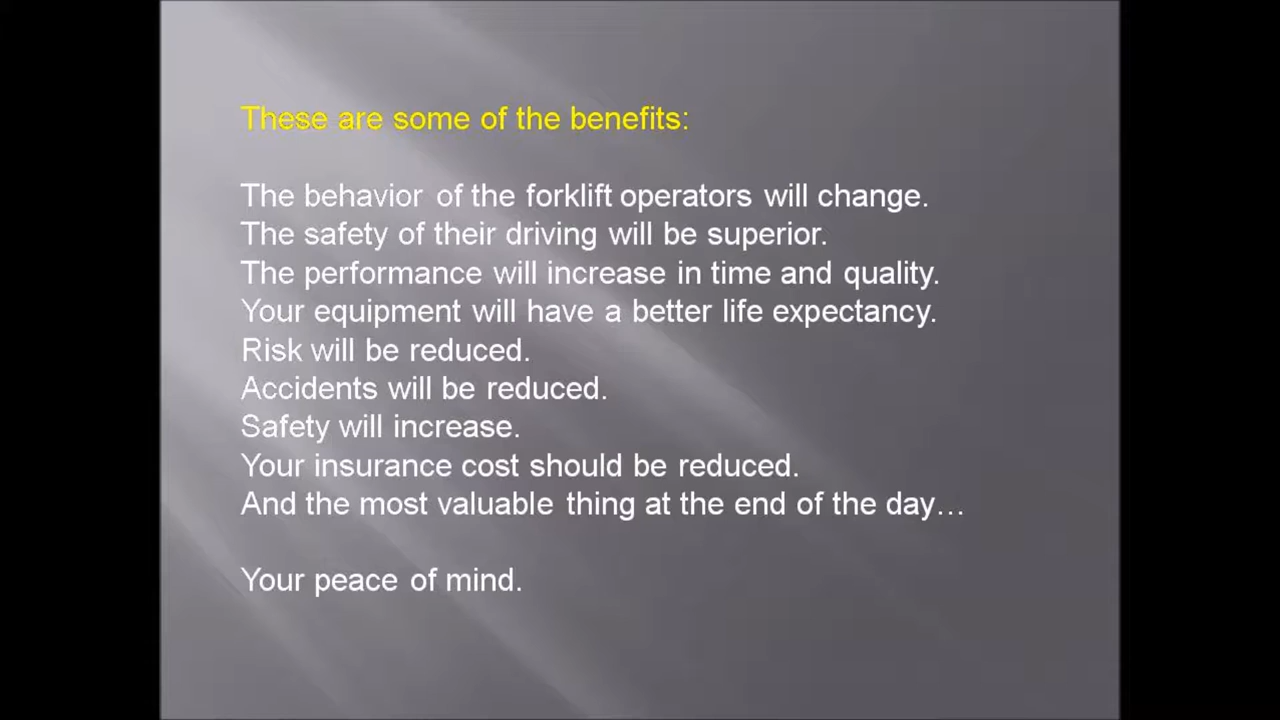 These are some of the benefits:
The behavior of the forklift operators will change.
The safety of their driving will be superior.
The performance will increase in time and quality.
Your equipment will have a better life expectancy.
Risk will be reduced.
Accidents will be reduced.
Safety will increase.
Your insurance cost should be reduced.
And the most valuable thing at the end of the day…
Your peace of mind.